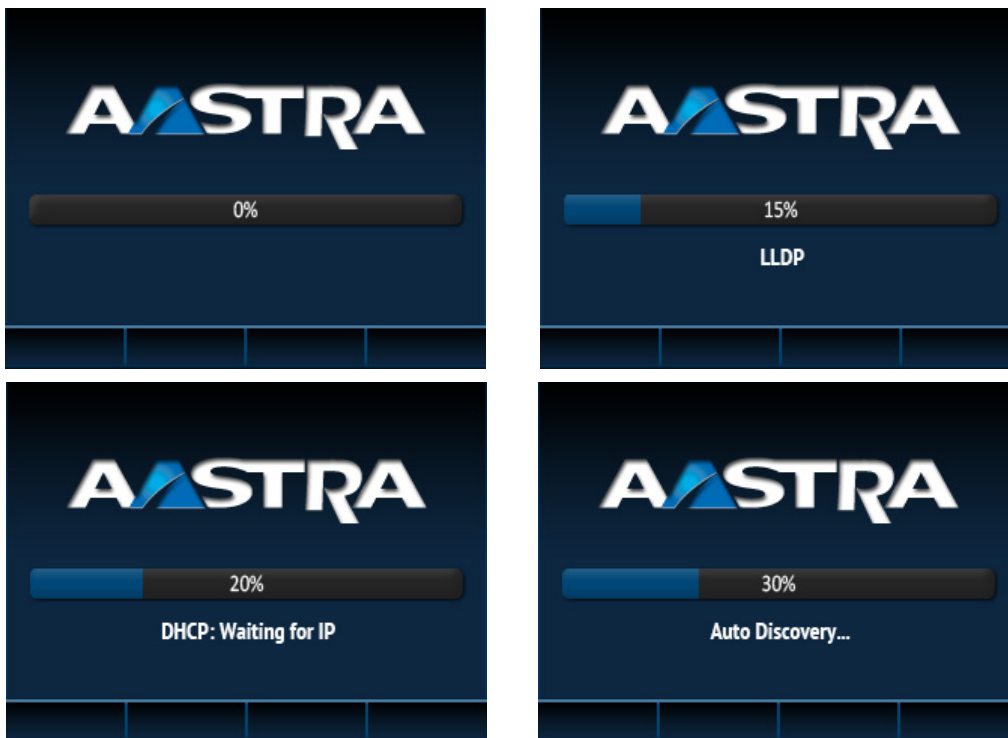 AASTRA
0%
AASTRA
15%
LLDP
AASTRA
20%
DHCP: Waiting for IP
AASTRA
30%
Auto Discovery...